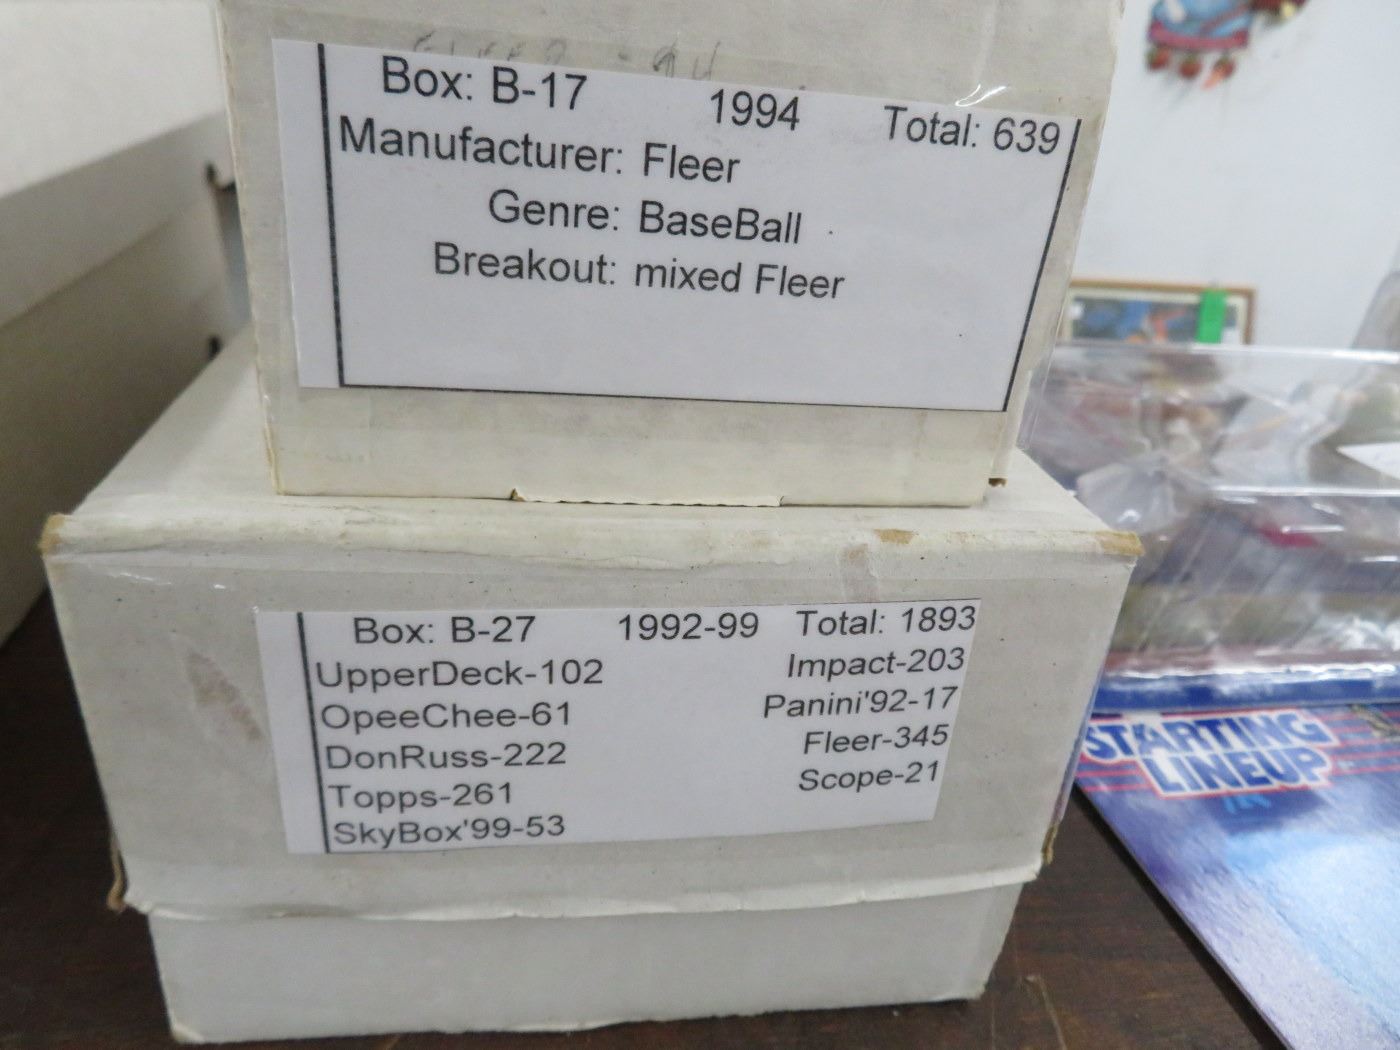 FLEER - 94
Box: B-17 1994 Total: 639
Manufacturer: Fleer
Genre: BaseBall
Breakout: mixed Fleer
Box: B-27 1992-99 Total: 1893
UpperDeck-102 Impact-203
OpeeChee-61 Panini'92-17
DonRuss-222 Fleer-345
Topps-261 Scope-21
SkyBox'99-53
STARTING
LINEUP